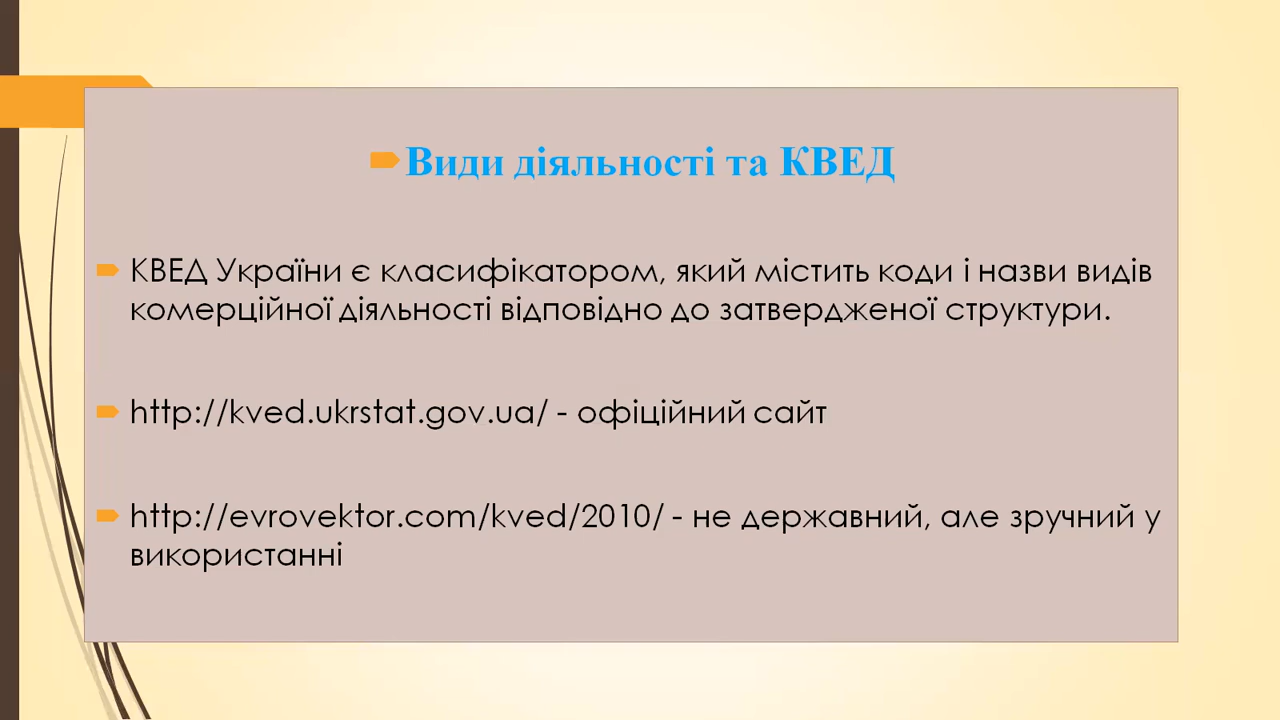 Види діяльності та КВЕД
КВЕД України є класифікатором, який містить коди і назви видів
комерційної діяльності відповідно до затвердженої структури.
http://kved.ukrstat.gov.ua/ - офіційний сайт
http://evrovektor.com/kved/2010/ - не державний, але зручний у
використанні